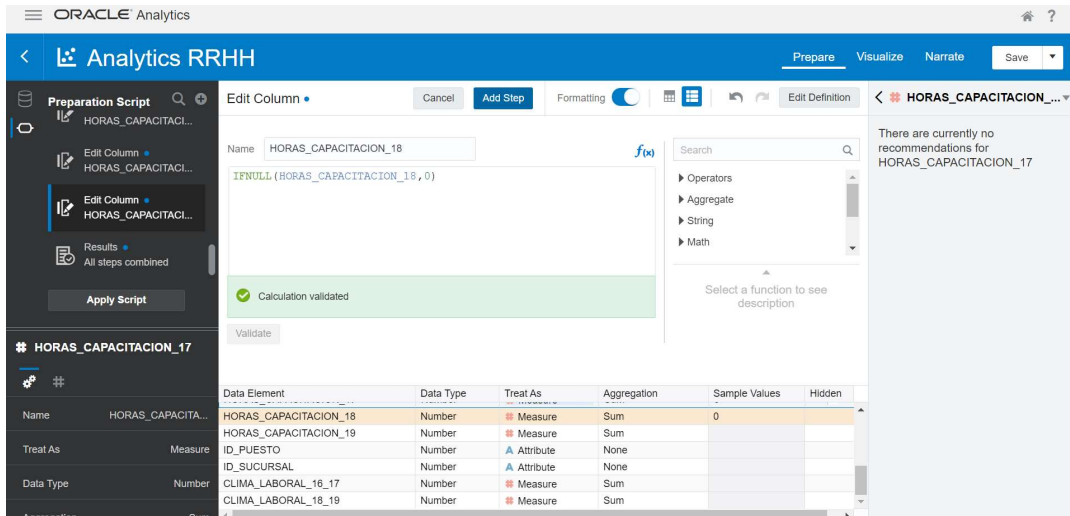 ORACLE Analytics
?
Analytics RRHH
Prepare Visualize Narrate Save
Preparation Script
HORAS_CAPACITACI...
Edit Column
HORAS_CAPACITACI...
Edit Column
HORAS_CAPACITACI...
Results
All steps combined
Apply Script
# HORAS_CAPACITACION_17
#
Name HORAS_CAPACITA...
Treat As Measure
Data Type Number
Edit Column Cancel Add Step Formatting Edit Definition
Name HORAS_CAPACITACION_18 f(x)
IFNULL(HORAS_CAPACITACION_18,0)
Calculation validated
Validate
Search
Operators
Aggregate
String
Math
Select a function to see
description
# HORAS_CAPACITACION_...
There are currently no
recommendations for
HORAS_CAPACITACION_17
Data Element Data Type Treat As Aggregation Sample Values Hidden
HORAS_CAPACITACION_18 Number # Measure Sum 0
HORAS_CAPACITACION_19 Number # Measure Sum
ID_PUESTO Number A Attribute None
ID_SUCURSAL Number A Attribute None
CLIMA_LABORAL_16_17 Number # Measure Sum
CLIMA_LABORAL_18_19 Number # Measure Sum